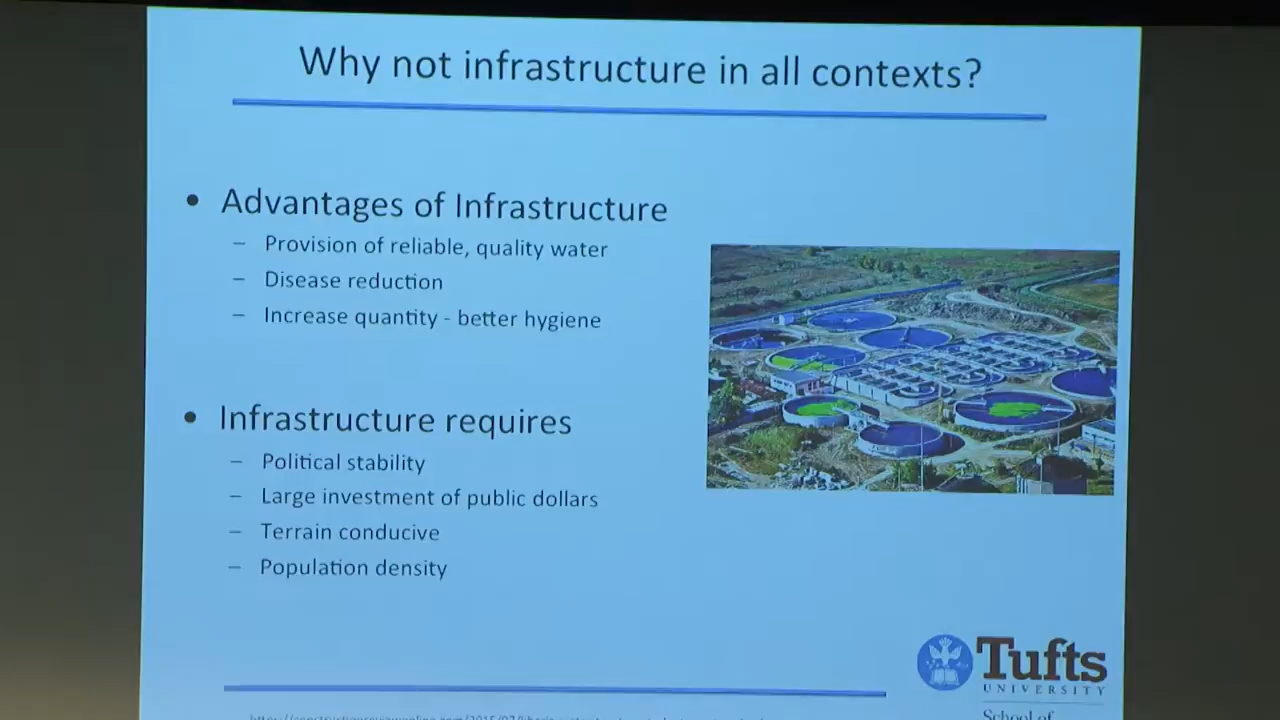 Why not infrastructure in all contexts?
• Advantages of Infrastructure
– Provision of reliable, quality water
– Disease reduction
– Increase quantity - better hygiene
• Infrastructure requires
– Political stability
– Large investment of public dollars
– Terrain conducive
– Population density
Tufts
UNIVERSITY
School of